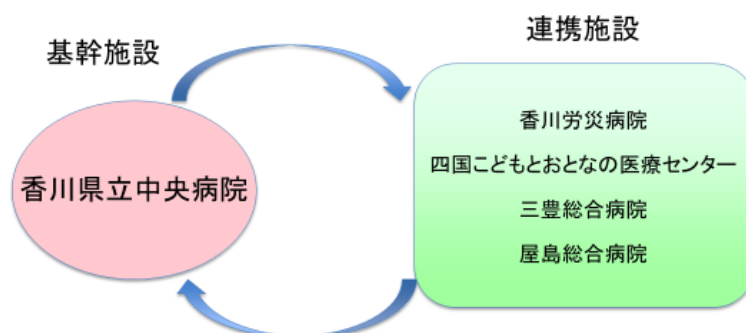 基幹施設
連携施設
香川県立中央病院
香川労災病院
四国こどもとおとなの医療センター
三豊総合病院
屋島総合病院